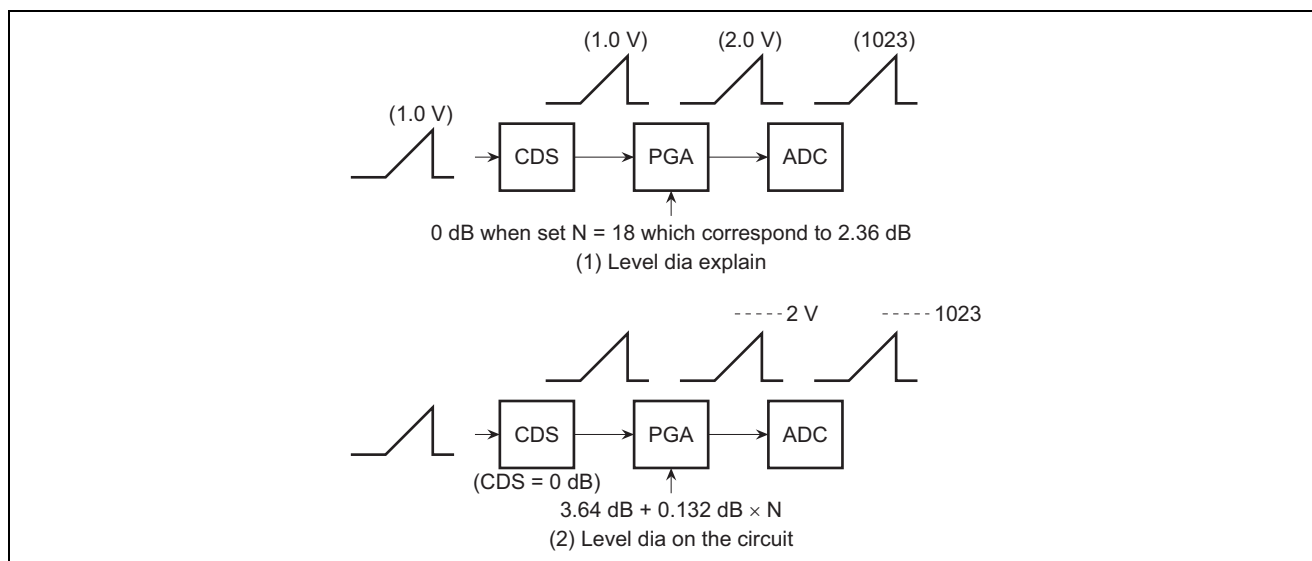 (1.0 V) (2.0 V) (1023)
(1.0 V)
CDS PGA ADC
0 dB when set N = 18 which correspond to 2.36 dB
(1) Level dia explain
2 V 1023
CDS PGA ADC
(CDS = 0 dB)
3.64 dB + 0.132 dB × N
(2) Level dia on the circuit